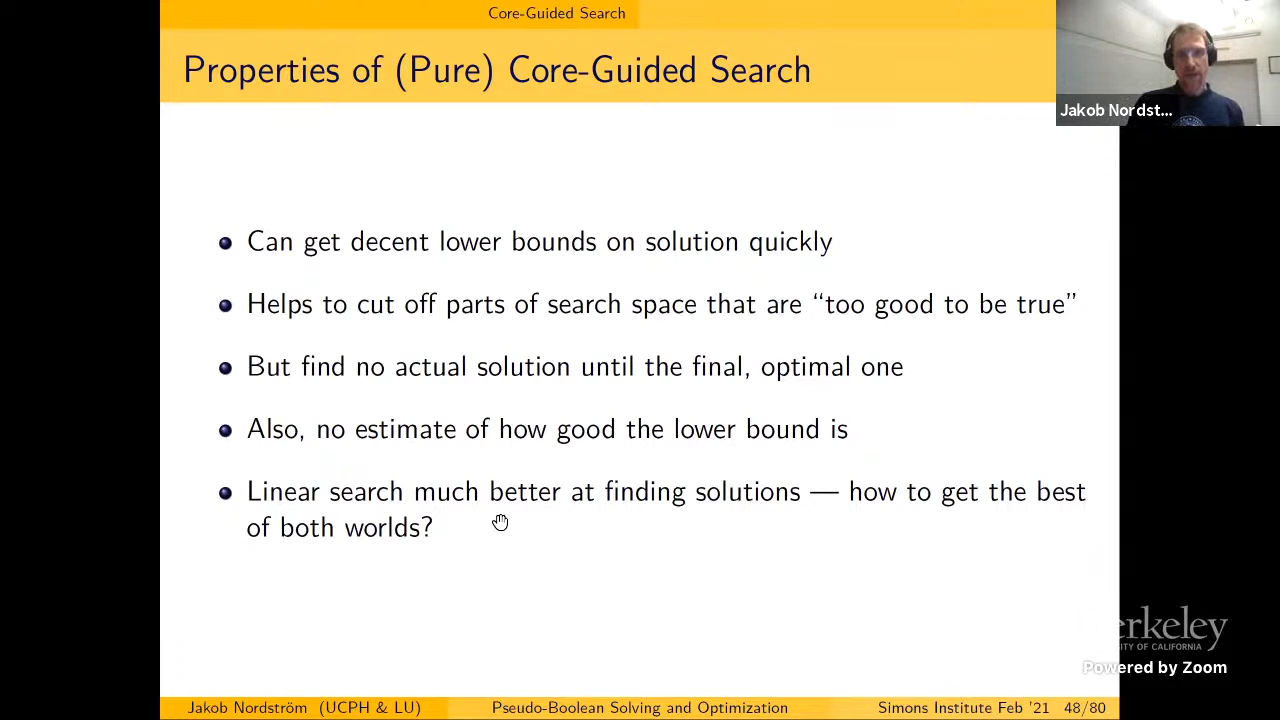 Core-Guided Search
Properties of (Pure) Core-Guided Search
Jakob Nordst...
Can get decent lower bounds on solution quickly
Helps to cut off parts of search space that are “too good to be true”
But find no actual solution until the final, optimal one
Also, no estimate of how good the lower bound is
Linear search much better at finding solutions — how to get the best
of both worlds?
erkeley
SITY OF CALIFORNIA
Powered by Zoom
Jakob Nordström (UCPH & LU) Pseudo-Boolean Solving and Optimization Simons Institute Feb '21 48/80